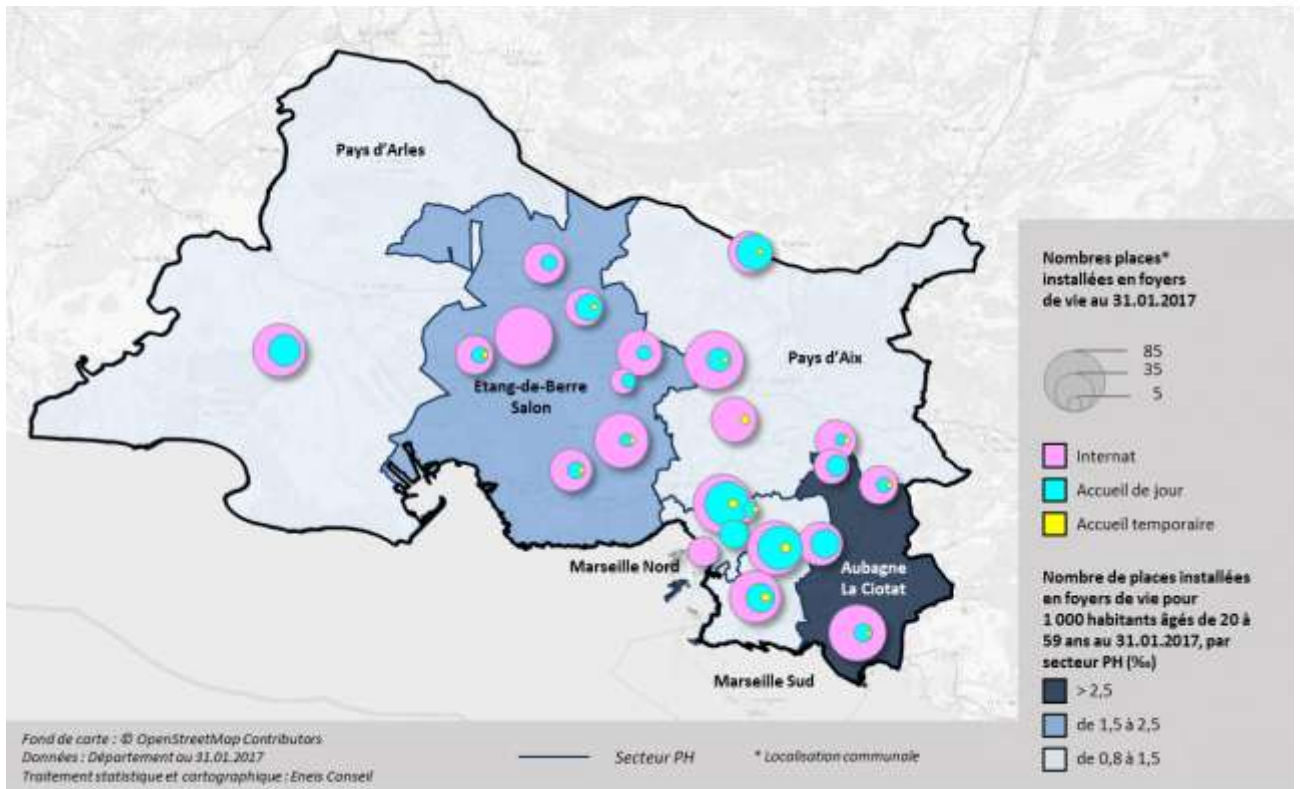 Pays d'Arles
Pays d'Aix
Etang-de-Berre
Salon
Marseille Nord
Aubagne
La Ciotat
Marseille Sud
Nombres places*
installées en foyers
de vie au 31.01.2017
85
35
5
Internat
Accueil de jour
Accueil temporaire
Nombre de places installées
en foyers de vie pour
1 000 habitants âgés de 20 à
59 ans au 31.01.2017, par
secteur PH (‰)
> 2,5
de 1,5 à 2,5
de 0,8 à 1,5
Fond de carte : © OpenStreetMap Contributors
Données : Département au 31.01.2017
Traitement statistique et cartographique : Eneis Conseil
Secteur PH
* Localisation communale